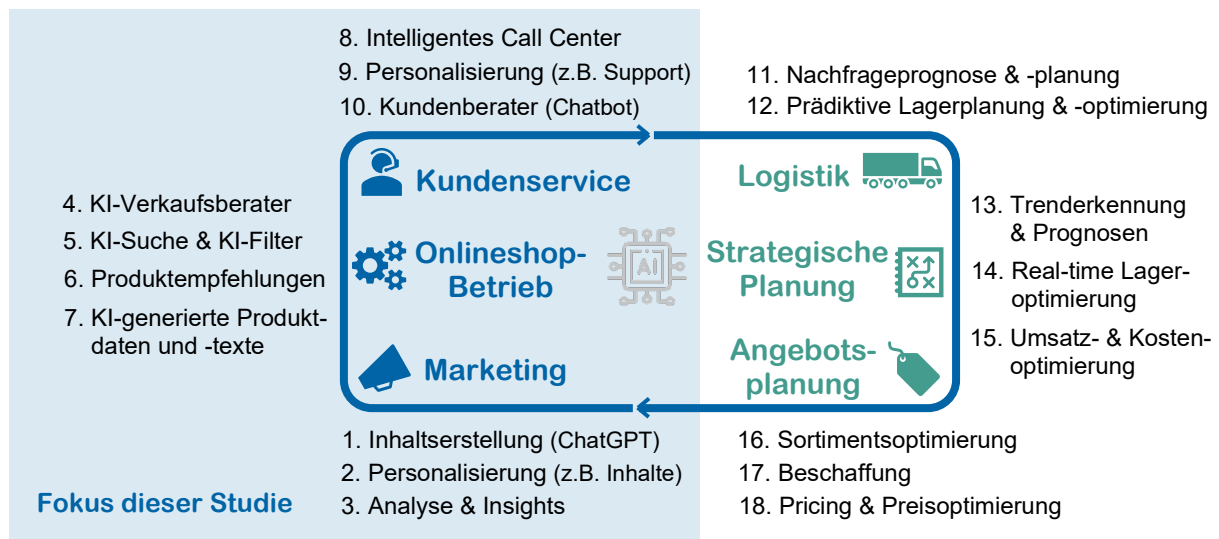 8. Intelligentes Call Center
9. Personalisierung (z.B. Support)
10. Kundenberater (Chatbot)
11. Nachfrageprognose & -planung
12. Prädiktive Lagerplanung & -optimierung
Kundenservice
Logistik
4. KI-Verkaufsberater
5. KI-Suche & KI-Filter
6. Produktempfehlungen
7. KI-generierte Produkt-
daten und -texte
Onlineshop-
Betrieb
AI
Strategische
Planung
13. Trenderkennung
& Prognosen
14. Real-time Lager-
optimierung
15. Umsatz- & Kosten-
optimierung
Marketing
Angebots-
planung
1. Inhaltserstellung (ChatGPT)
2. Personalisierung (z.B. Inhalte)
3. Analyse & Insights
16. Sortimentsoptimierung
17. Beschaffung
18. Pricing & Preisoptimierung
Fokus dieser Studie